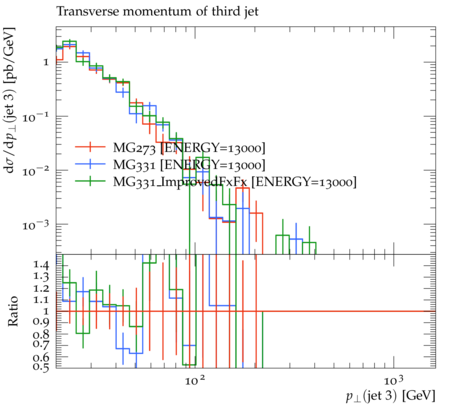 Transverse momentum of third jet
dσ/dp⊥(jet 3) [pb/GeV]
1
10⁻¹
10⁻²
10⁻³
MG273 [ENERGY=13000]
MG331 [ENERGY=13000]
MG331_ImprovedFxFx [ENERGY=13000]
Ratio
1.4
1.3
1.2
1.1
1
0.9
0.8
0.7
0.6
0.5
10² 10³
p⊥(jet 3) [GeV]